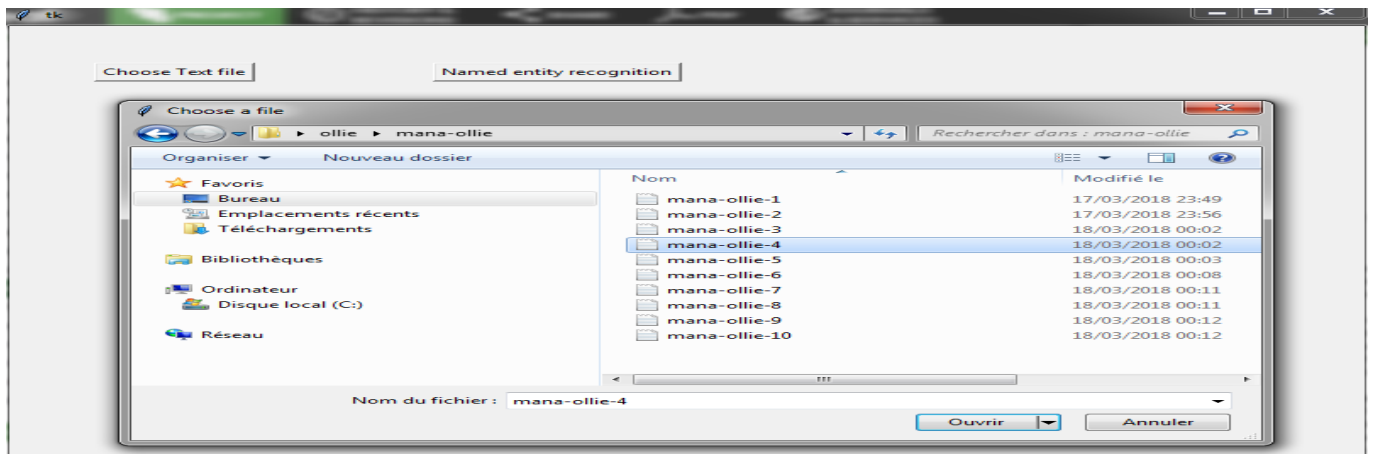 tk
Choose Text file Named entity recognition
Choose a file
ollie mana-ollie Rechercher dans : mana-ollie
Organiser Nouveau dossier
Nom Modifié le
Favoris
Bureau
Emplacements récents
Téléchargements
Bibliothèques
Ordinateur
Disque local (C:)
Réseau
mana-ollie-1 17/03/2018 23:49
mana-ollie-2 17/03/2018 23:56
mana-ollie-3 18/03/2018 00:02
mana-ollie-4 18/03/2018 00:02
mana-ollie-5 18/03/2018 00:03
mana-ollie-6 18/03/2018 00:08
mana-ollie-7 18/03/2018 00:11
mana-ollie-8 18/03/2018 00:11
mana-ollie-9 18/03/2018 00:12
mana-ollie-10 18/03/2018 00:12
Nom du fichier : mana-ollie-4
Ouvrir Annuler